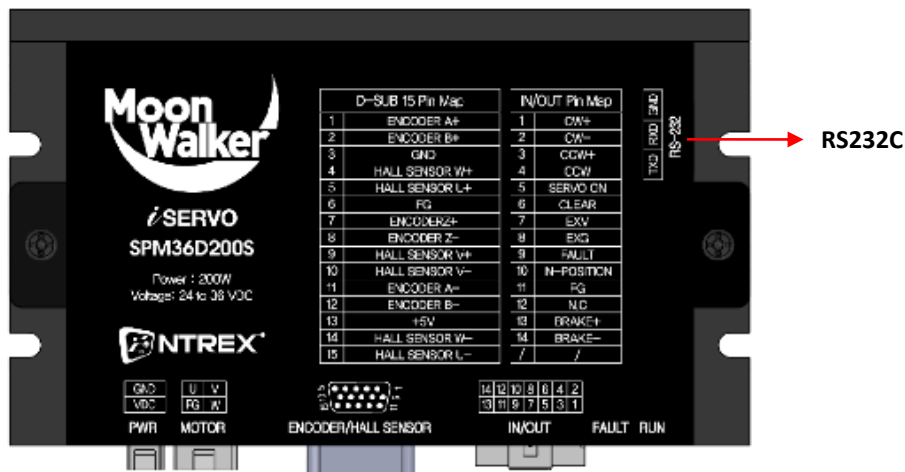 Moon
Walker
iSERVO
SPM36D200S
Power : 200W
Voltage: 24 to 36 VDC
NTREX
D-SUB 15 Pin Map
1 ENCODER A+
2 ENCODER B+
3 GND
4 HALL SENSOR W+
5 HALL SENSOR U+
6 FG
7 ENCODERZ+
8 ENCODER Z-
9 HALL SENSOR V+
10 HALL SENSOR V-
11 ENCODER A-
12 ENCODER B-
13 +5V
14 HALL SENSOR W-
15 HALL SENSOR U-
IN/OUT Pin Map
1 CW+
2 CW-
3 CCW+
4 CCW
5 SERVO ON
6 CLEAR
7 EXV
8 EXG
9 FAULT
10 IN-POSITION
11 FG
12 N.C
13 BRAKE+
14 BRAKE-
/ /
TXD RXD GND
RS-232
RS232C
GND
VDC
PWR
U V
FG W
MOTOR
15 5
11 1
ENCODER/HALL SENSOR
14 12 10 8 6 4 2
13 11 9 7 5 3 1
IN/OUT
FAULT RUN